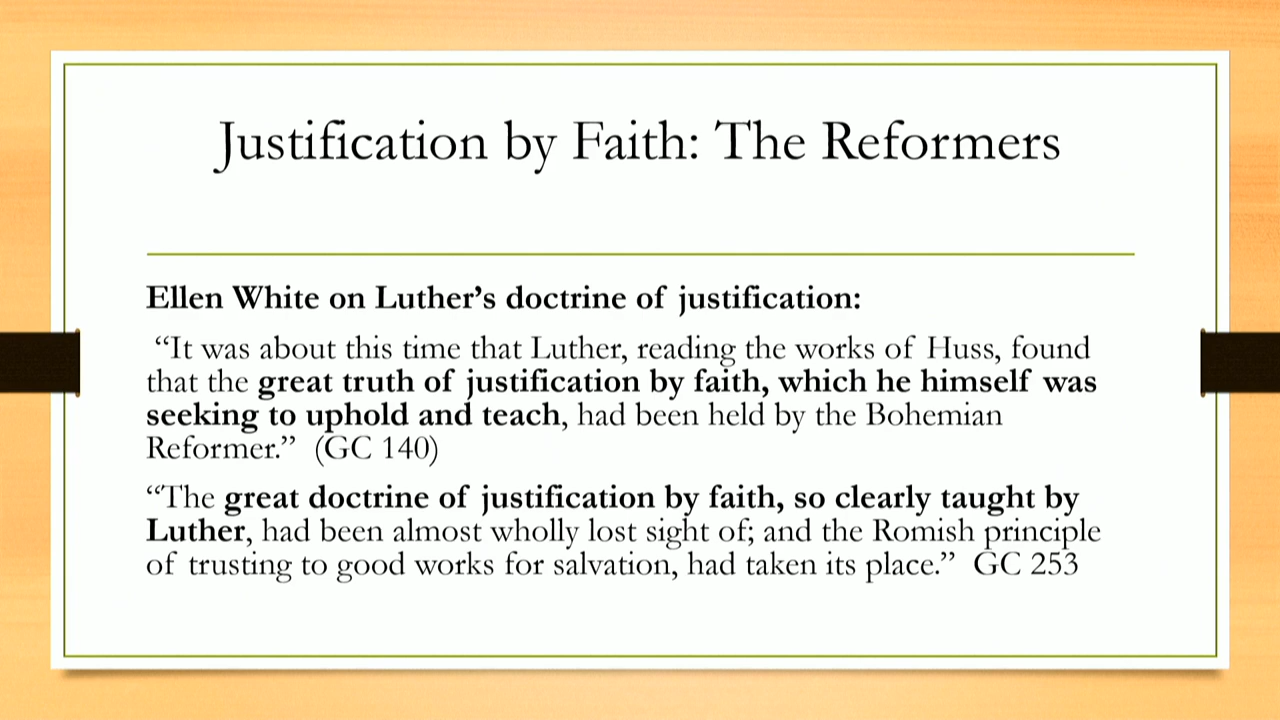 Justification by Faith: The Reformers
Ellen White on Luther’s doctrine of justification:
“It was about this time that Luther, reading the works of Huss, found
that the great truth of justification by faith, which he himself was
seeking to uphold and teach, had been held by the Bohemian
Reformer.” (GC 140)
“The great doctrine of justification by faith, so clearly taught by
Luther, had been almost wholly lost sight of; and the Romish principle
of trusting to good works for salvation, had taken its place.” GC 253